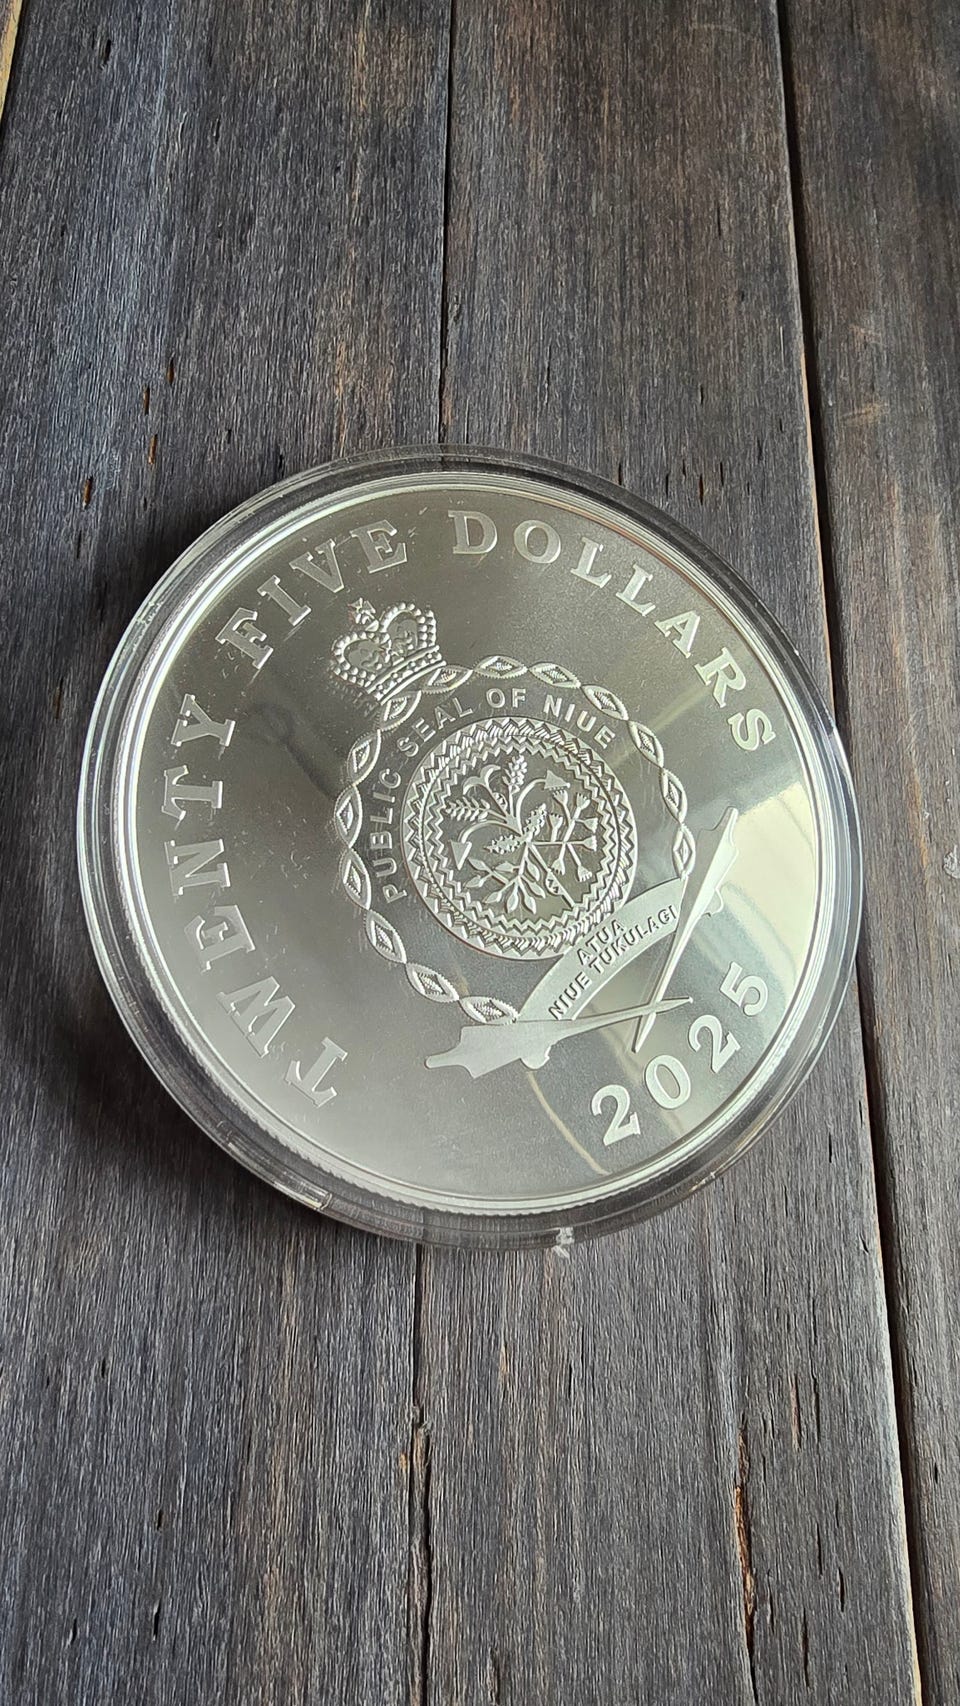 TWENTY FIVE DOLLARS
PUBLIC SEAL OF NIUE
ATUA
NIUE TUKULAGI
2025